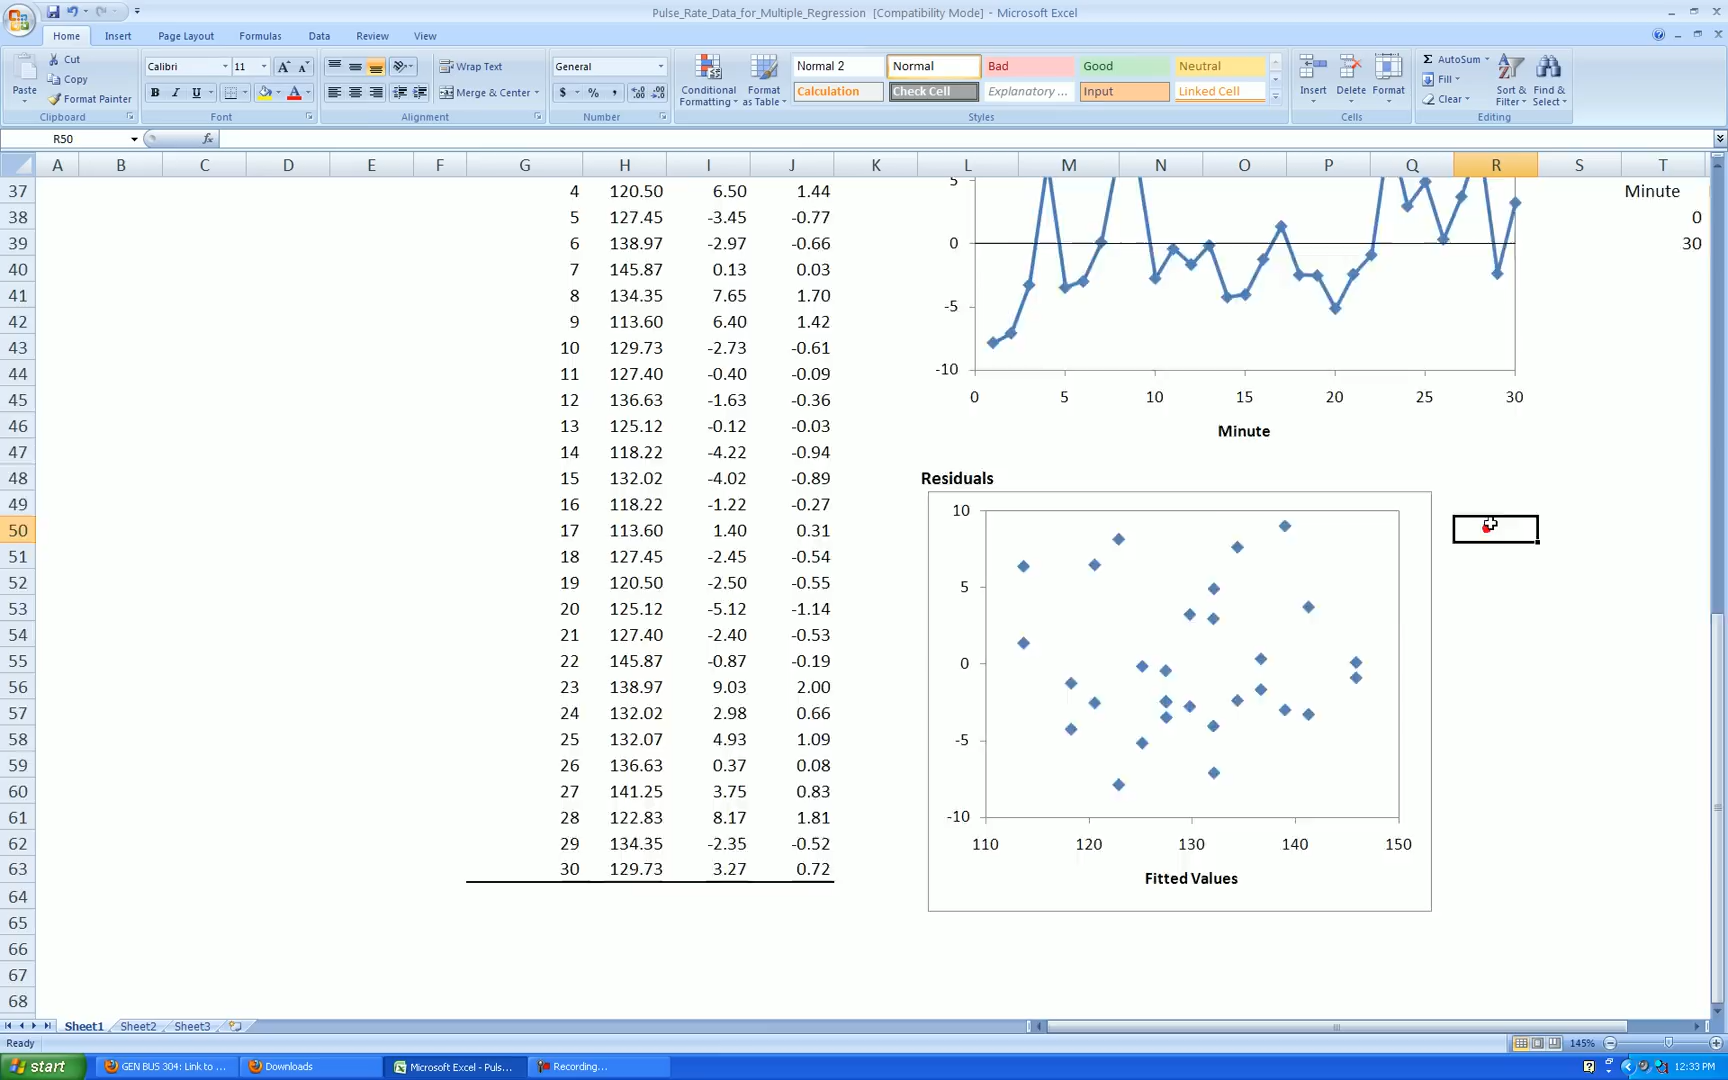 Pulse_Rate_Data_for_Multiple_Regression [Compatibility Mode] - Microsoft Excel
Home Insert Page Layout Formulas Data Review View
Paste
Cut
Copy
Format Painter
Clipboard
Calibri 11
Font
Wrap Text
Merge & Center
Alignment
General
Number
Conditional Formatting
Format as Table
Normal 2 Normal Bad Good Neutral
Calculation Check Cell Explanatory ... Input Linked Cell
Styles
Insert Delete Format
Cells
AutoSum
Fill
Clear
Sort & Filter
Find & Select
Editing
R50
A B C D E F G H I J K L M N O P Q R S T
37 4 120.50 6.50 1.44 Minute
38 5 127.45 -3.45 -0.77 0
39 6 138.97 -2.97 -0.66 30
40 7 145.87 0.13 0.03
41 8 134.35 7.65 1.70
42 9 113.60 6.40 1.42
43 10 129.73 -2.73 -0.61
44 11 127.40 -0.40 -0.09
45 12 136.63 -1.63 -0.36
46 13 125.12 -0.12 -0.03
47 14 118.22 -4.22 -0.94
48 15 132.02 -4.02 -0.89
49 16 118.22 -1.22 -0.27
50 17 113.60 1.40 0.31
51 18 127.45 -2.45 -0.54
52 19 120.50 -2.50 -0.55
53 20 125.12 -5.12 -1.14
54 21 127.40 -2.40 -0.53
55 22 145.87 -0.87 -0.19
56 23 138.97 9.03 2.00
57 24 132.02 2.98 0.66
58 25 132.07 4.93 1.09
59 26 136.63 0.37 0.08
60 27 141.25 3.75 0.83
61 28 122.83 8.17 1.81
62 29 134.35 -2.35 -0.52
63 30 129.73 3.27 0.72
64
65
66
67
68
5
0
-5
-10
0 5 10 15 20 25 30
Minute
Residuals
10
5
0
-5
-10
110 120 130 140 150
Fitted Values
Sheet1 Sheet2 Sheet3
Ready 145%
start GEN BUS 304: Link to ... Downloads Microsoft Excel - Puls... Recording... 12:33 PM